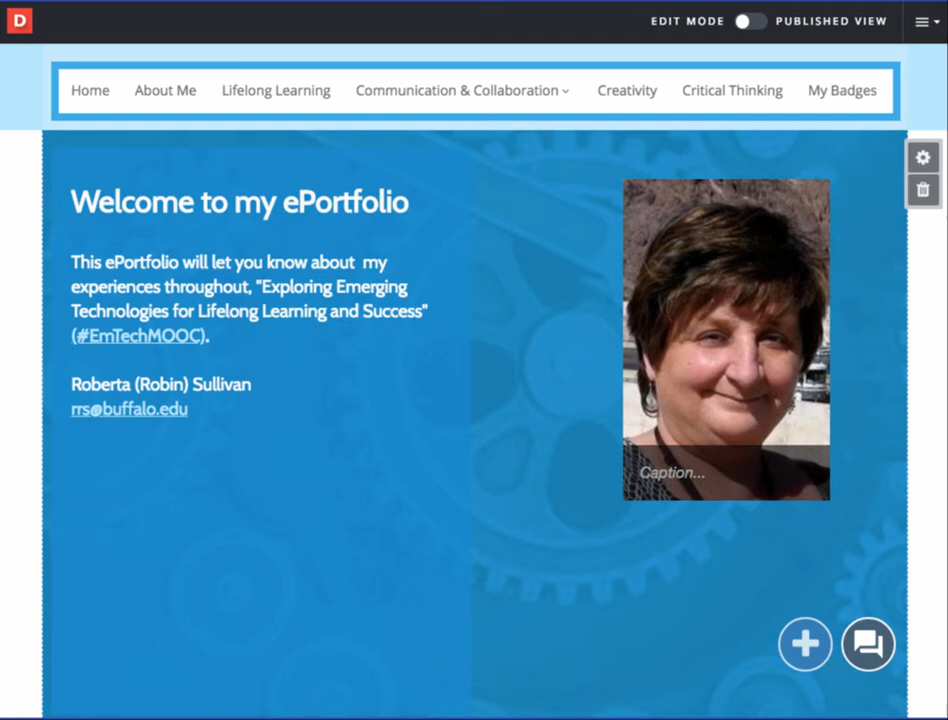 D
EDIT MODE PUBLISHED VIEW
Home About Me Lifelong Learning Communication & Collaboration Creativity Critical Thinking My Badges
Welcome to my ePortfolio
This ePortfolio will let you know about my
experiences throughout, "Exploring Emerging
Technologies for Lifelong Learning and Success"
(#EmTechMOOC).
Roberta (Robin) Sullivan
rrs@buffalo.edu
Caption...